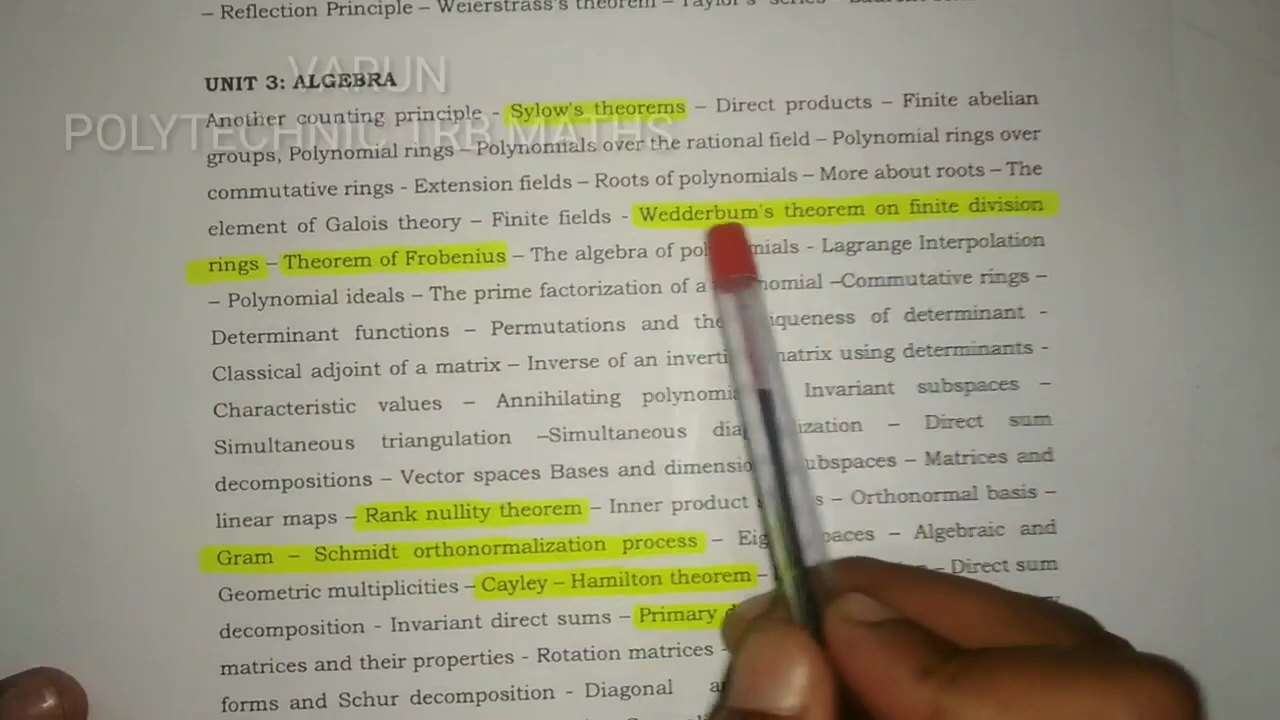 – Reflection Principle – Weierstrass's theorem – Taylor's series
VARUN
POLYTECHNIC TRB MATHS
UNIT 3: ALGEBRA
Another counting principle - Sylow's theorems – Direct products – Finite abelian
groups, Polynomial rings – Polynomials over the rational field – Polynomial rings over
commutative rings - Extension fields – Roots of polynomials – More about roots – The
element of Galois theory – Finite fields - Wedderbum's theorem on finite division
rings – Theorem of Frobenius – The algebra of pol mials - Lagrange Interpolation
– Polynomial ideals – The prime factorization of a nomial –Commutative rings –
Determinant functions – Permutations and the iqueness of determinant -
Classical adjoint of a matrix – Inverse of an inverti matrix using determinants -
Characteristic values – Annihilating polynomia Invariant subspaces –
Simultaneous triangulation –Simultaneous dia ization – Direct sum
decompositions – Vector spaces Bases and dimensio ubspaces – Matrices and
linear maps – Rank nullity theorem – Inner product s – Orthonormal basis –
Gram – Schmidt orthonormalization process – Eig paces – Algebraic and
Geometric multiplicities – Cayley – Hamilton theorem – – Direct sum
decomposition - Invariant direct sums – Primary
matrices and their properties - Rotation matrices -
forms and Schur decomposition - Diagonal